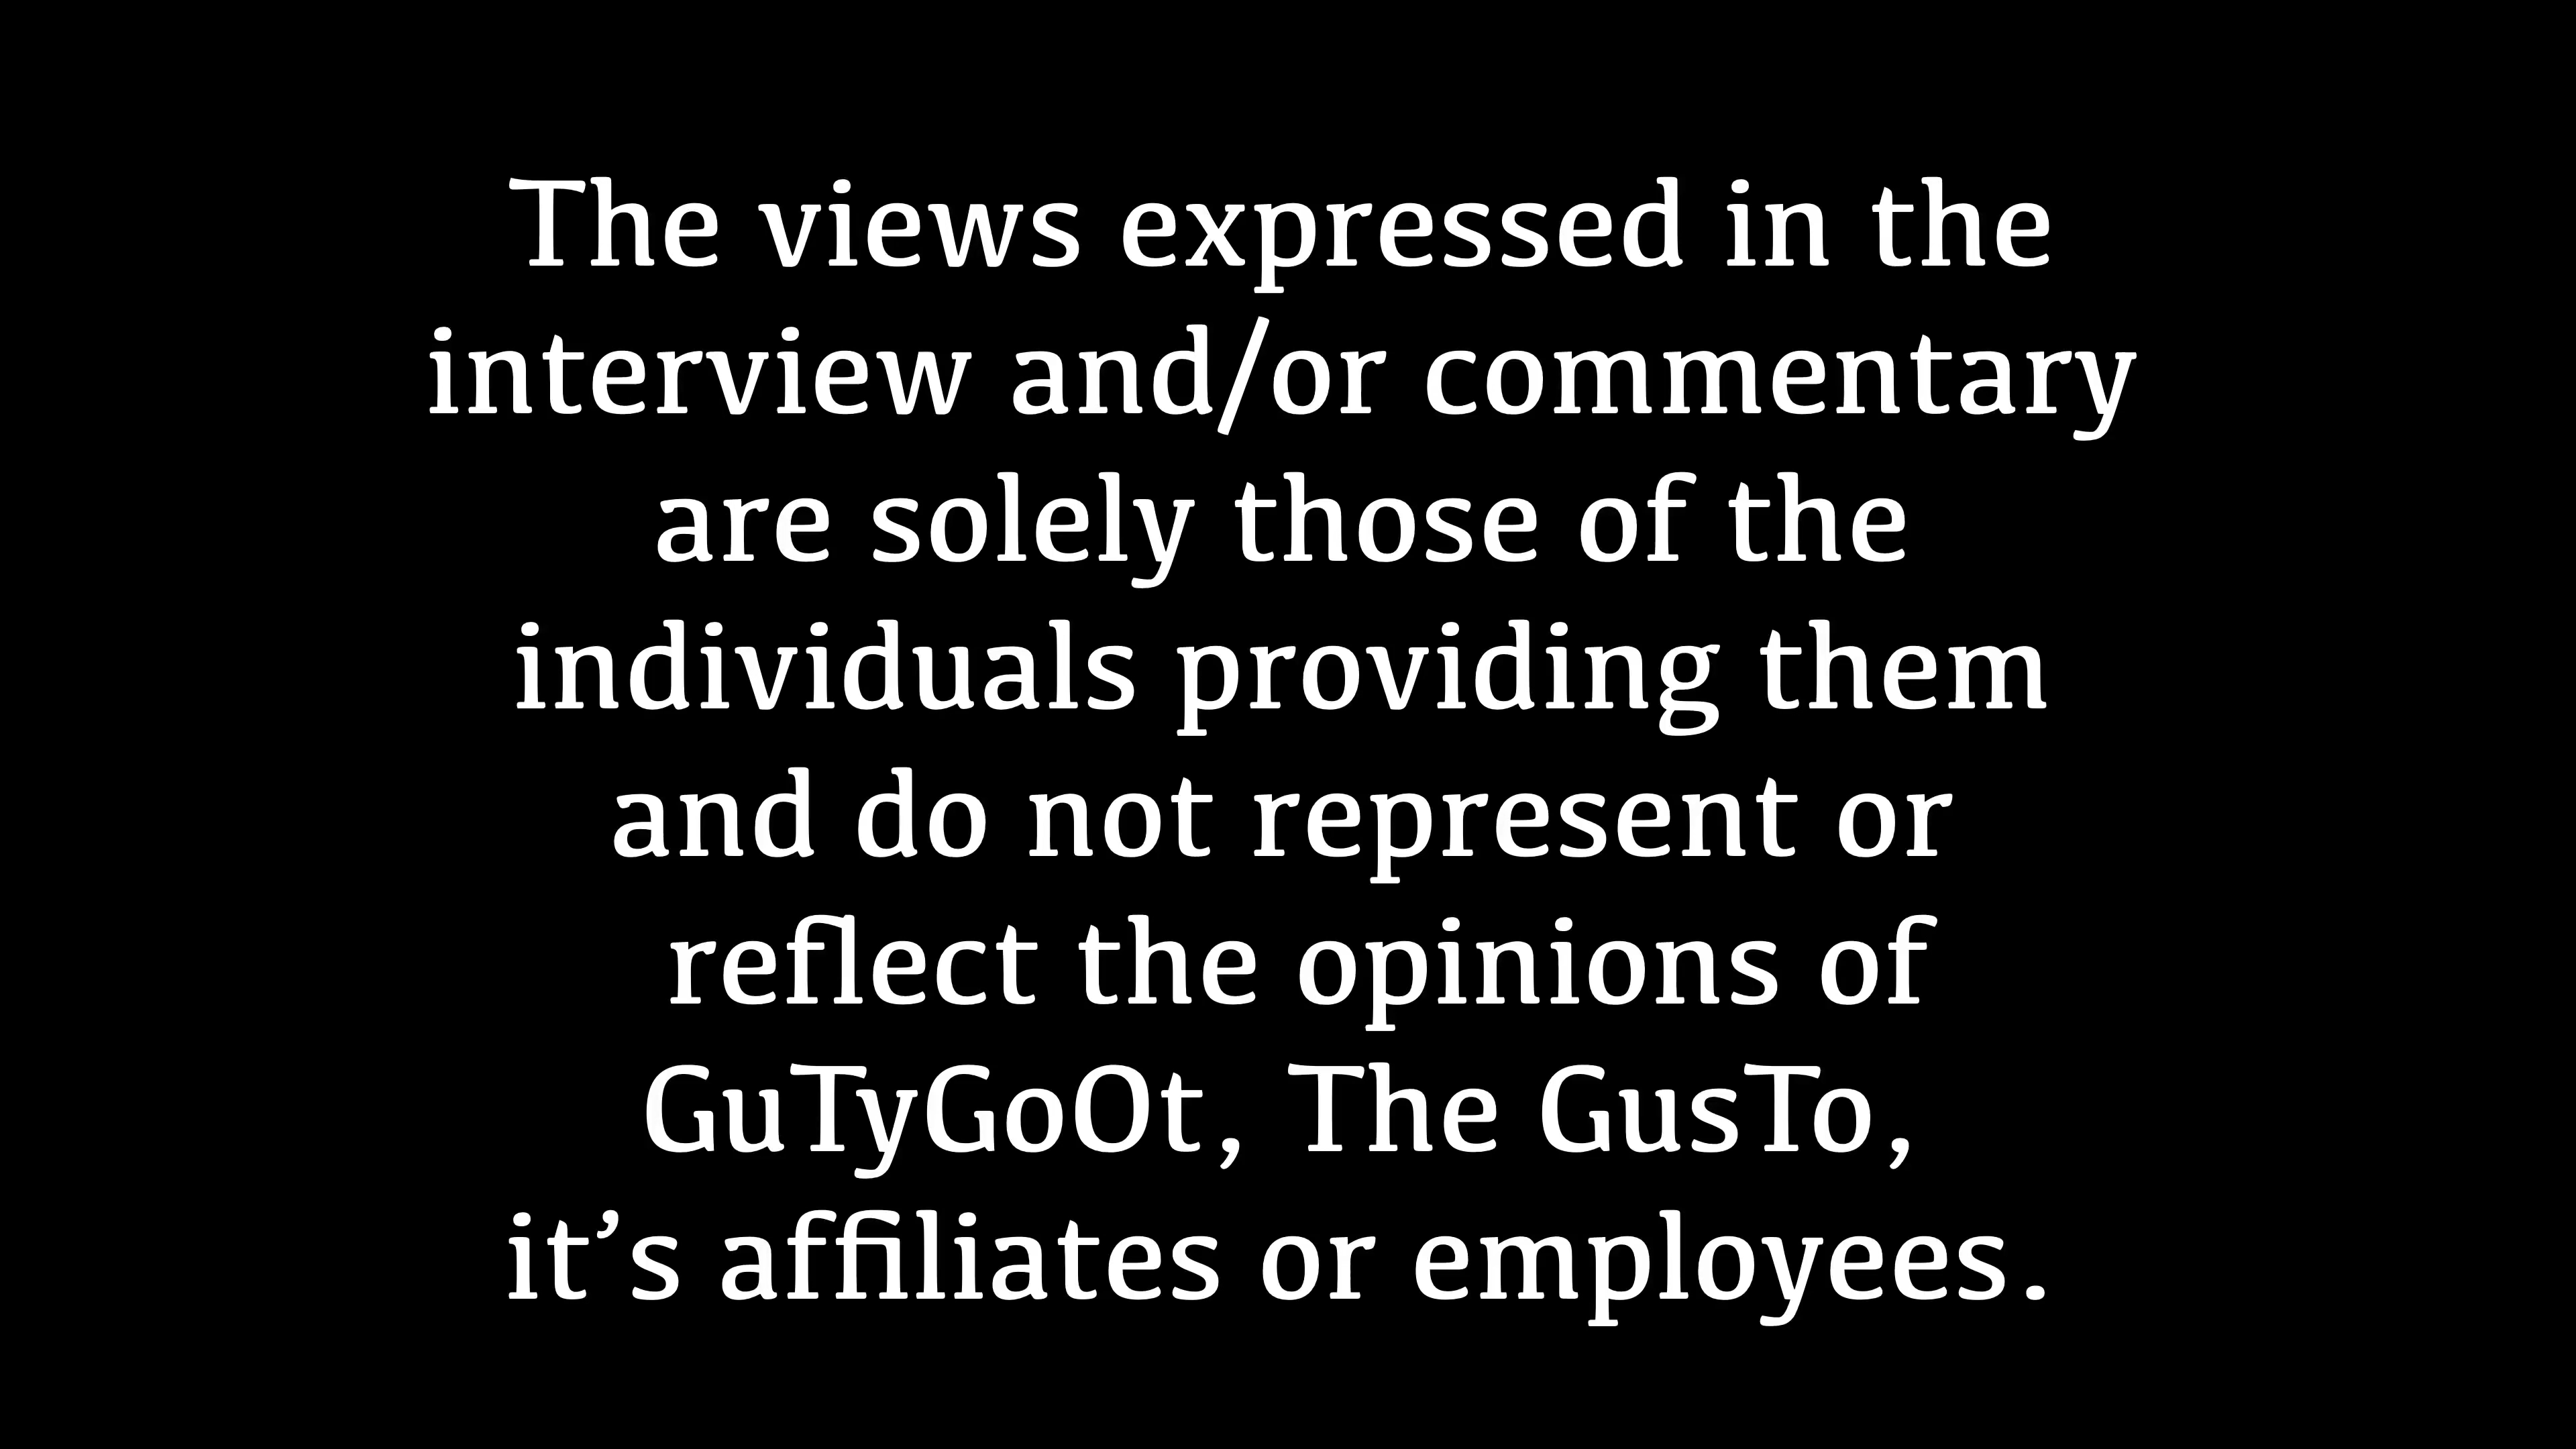 The views expressed in the
interview and/or commentary
are solely those of the
individuals providing them
and do not represent or
reflect the opinions of
GuTyGoOt, The GusTo,
it’s affiliates or employees.